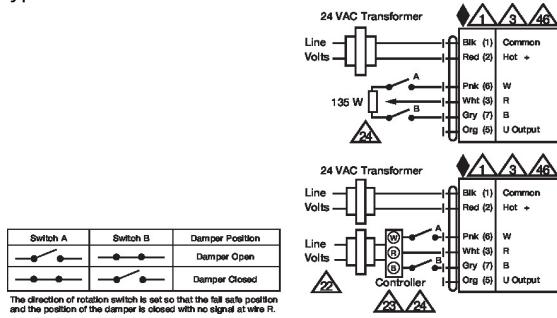 24 VAC Transformer
1 3 46
Line
Volts
Blk (1) Common
Red (2) Hot +
A
Pnk (6) W
135 W
Wht (3) R
B
Gry (7) B
Org (5) U Output
24
24 VAC Transformer
1 3 46
Line
Volts
Blk (1) Common
Red (2) Hot +
Line
Volts
W
A
Pnk (6) W
R
Wht (3) R
B
B
Gry (7) B
Controller
Org (5) U Output
22
23 24
Switch A Switch B Damper Position
Damper Open
Damper Closed
The direction of rotation switch is set so that the fail safe position
and the position of the damper is closed with no signal at wire R.